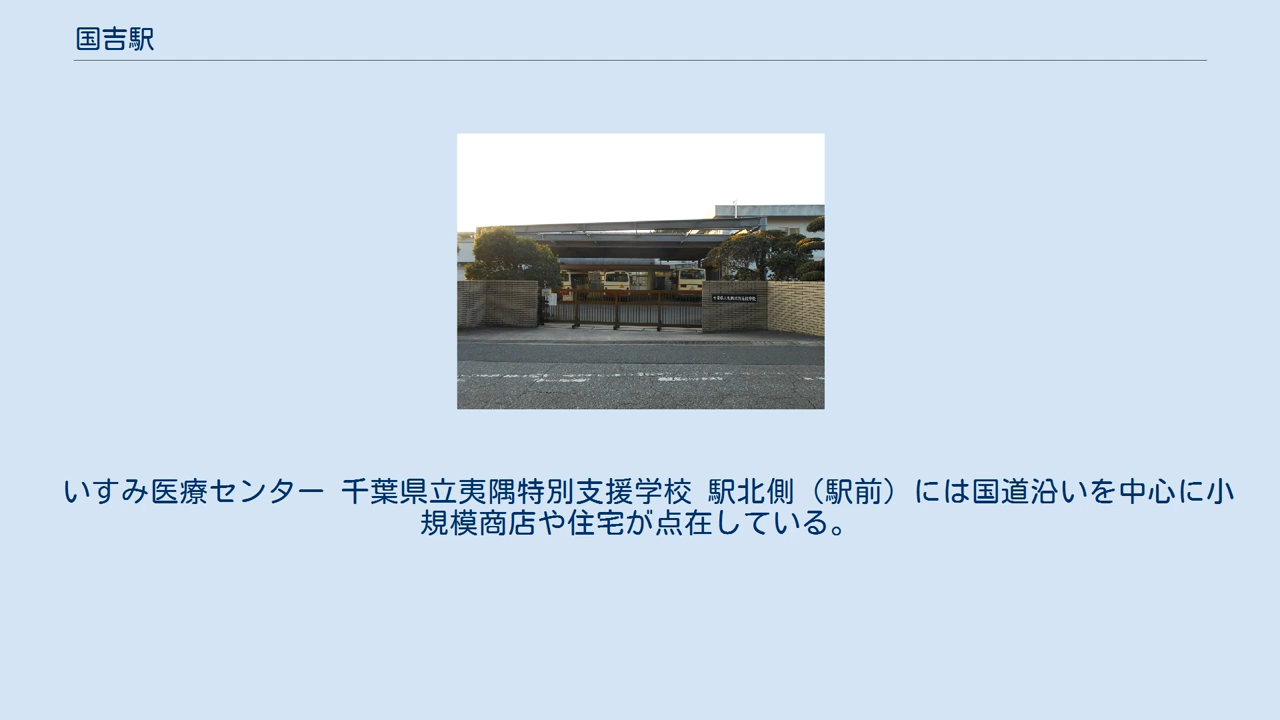 国吉駅
いすみ医療センター 千葉県立夷隅特別支援学校 駅北側（駅前）には国道沿いを中心に小
規模商店や住宅が点在している。